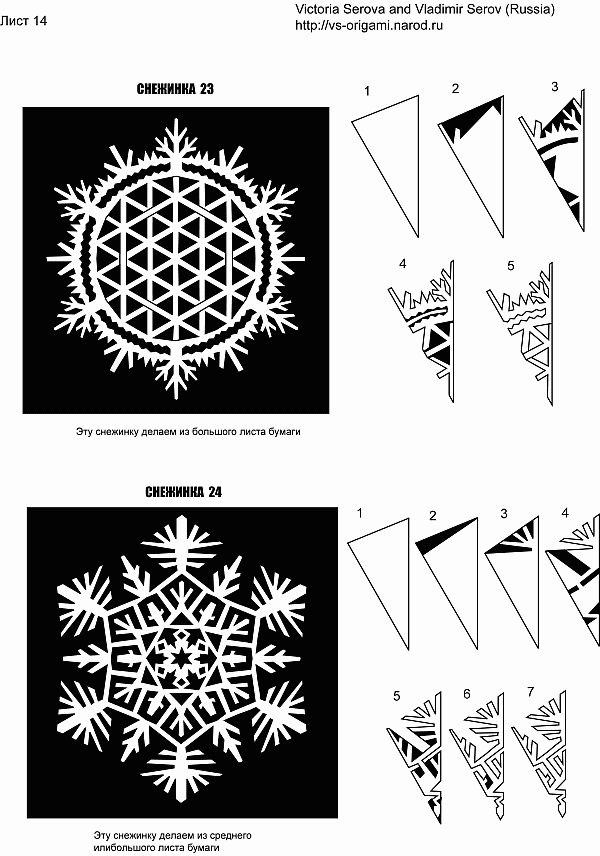 Лист 14
Victoria Serova and Vladimir Serov (Russia)
http://vs-origami.narod.ru
СНЕЖИНКА 23
1
2
3
4
5
Эту снежинку делаем из большого листа бумаги
СНЕЖИНКА 24
1
2
3
4
5
6
7
Эту снежинку делаем из среднего
илибольшого листа бумаги